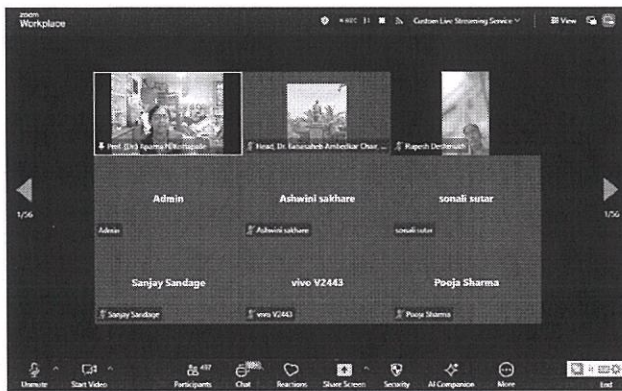 zoom
Workplace
REC
Custom Live Streaming Service
View
Prof. (Dr.) Aparna
Head, Dr. Babasaheb Ambedkar Chair, ...
Rupesh Deshmukh
Admin
Ashwini sakhare
sonali sutar
Admin
Ashwini sakhare
sonali sutar
1/56
1/56
Sanjay Sandage
vivo V2443
Pooja Sharma
Sanjay Sandage
vivo V2443
Pooja Sharma
497
Unmute
Start Video
Participants
Chat
Reactions
Share Screen
Security
AI Companion
More
End